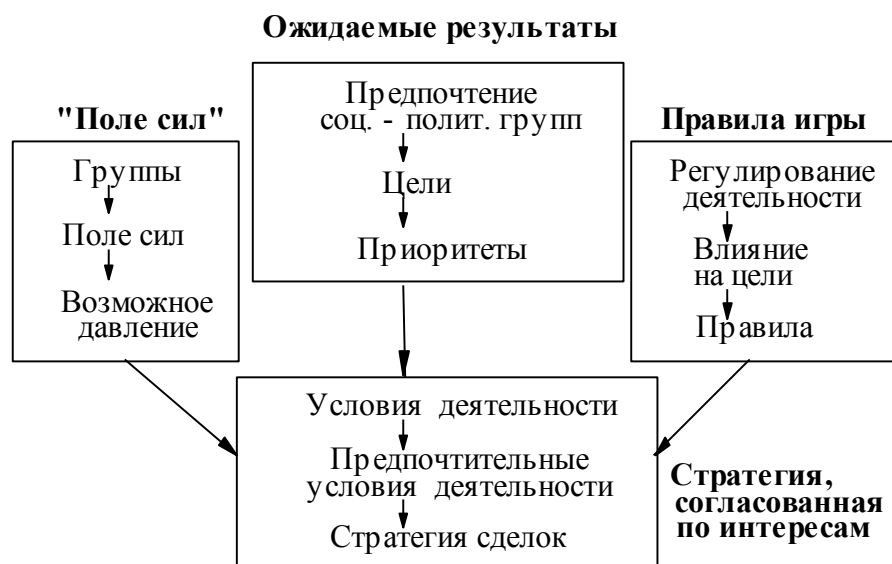 Ожидаемые результаты
Предпочтение
соц. - полит. групп
Цели
Приоритеты
"Поле сил"
Группы
Поле сил
Возможное
давление
Правила игры
Регулирование
деятельности
Влияние
на цели
Правила
Условия деятельности
Предпочтительные
условия деятельности
Стратегия сделок
Стратегия,
согласованная
по интересам